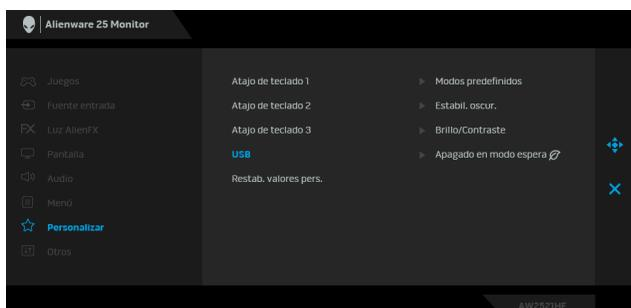 Alienware 25 Monitor
Juegos
Fuente entrada
Luz AlienFX
Pantalla
Audio
Menú
Personalizar
Otros
Atajo de teclado 1 Modos predefinidos
Atajo de teclado 2 Estabil. oscur.
Atajo de teclado 3 Brillo/Contraste
USB Apagado en modo espera
Restab. valores pers.
AW2521HF